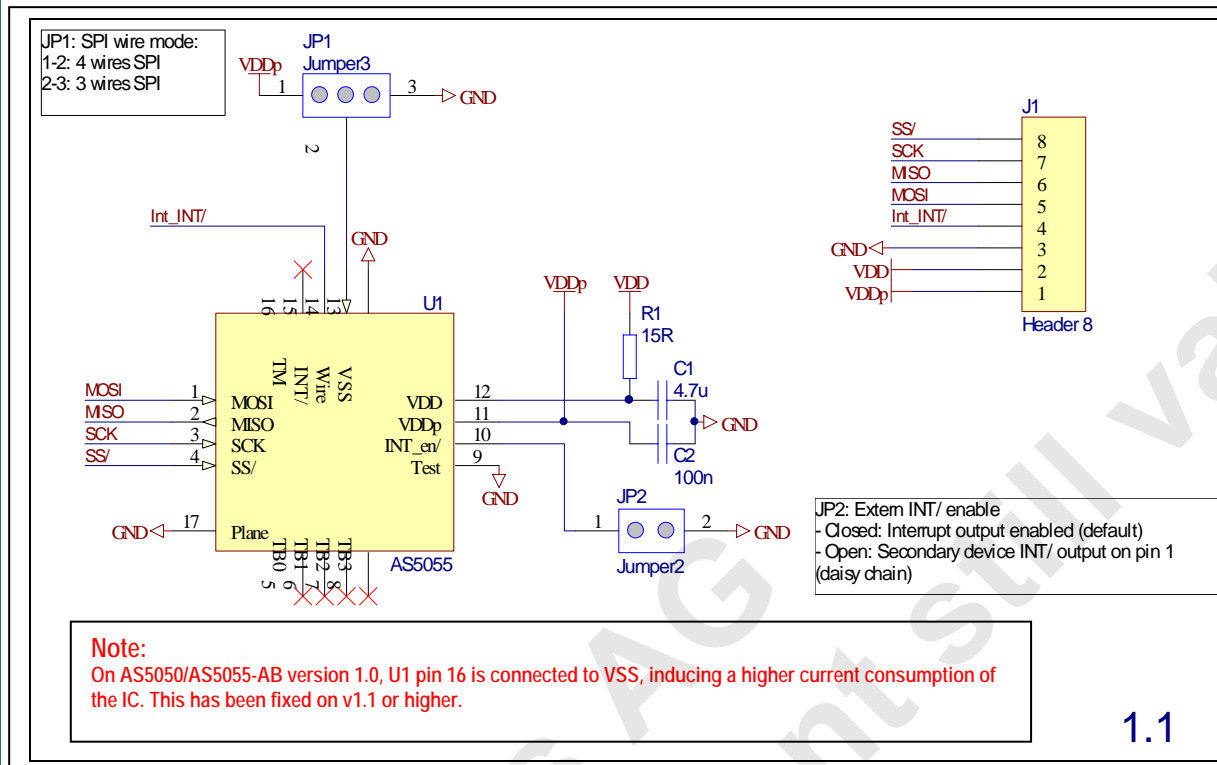 JP1: SPI wire mode:
1-2: 4 wires SPI
2-3: 3 wires SPI
JP1
Jumper3
VDDp
1
3
GND
2
Int_INT/
GND
16
15
14
13
U1
TM
INT/
Wire
VSS
MOSI
1
MOSI
MISO
2
MISO
SCK
3
SCK
SS/
4
SS/
GND
17
Plane
VDD
12
VDDp
11
INT_en/
10
Test
9
GND
TB0
TB1
TB2
TB3
5
6
7
8
AS5055
VDDp
VDD
R1
15R
C1
4.7u
GND
C2
100n
JP2
1
2
GND
Jumper2
J1
SS/
8
SCK
7
MISO
6
MOSI
5
Int_INT/
4
GND
3
VDD
2
VDDp
1
Header 8
JP2: Extern INT/ enable
- Closed: Interrupt output enabled (default)
- Open: Secondary device INT/ output on pin 1
(daisy chain)
Note:
On AS5050/AS5055-AB version 1.0, U1 pin 16 is connected to VSS, inducing a higher current consumption of
the IC. This has been fixed on v1.1 or higher.
1.1
AG
still